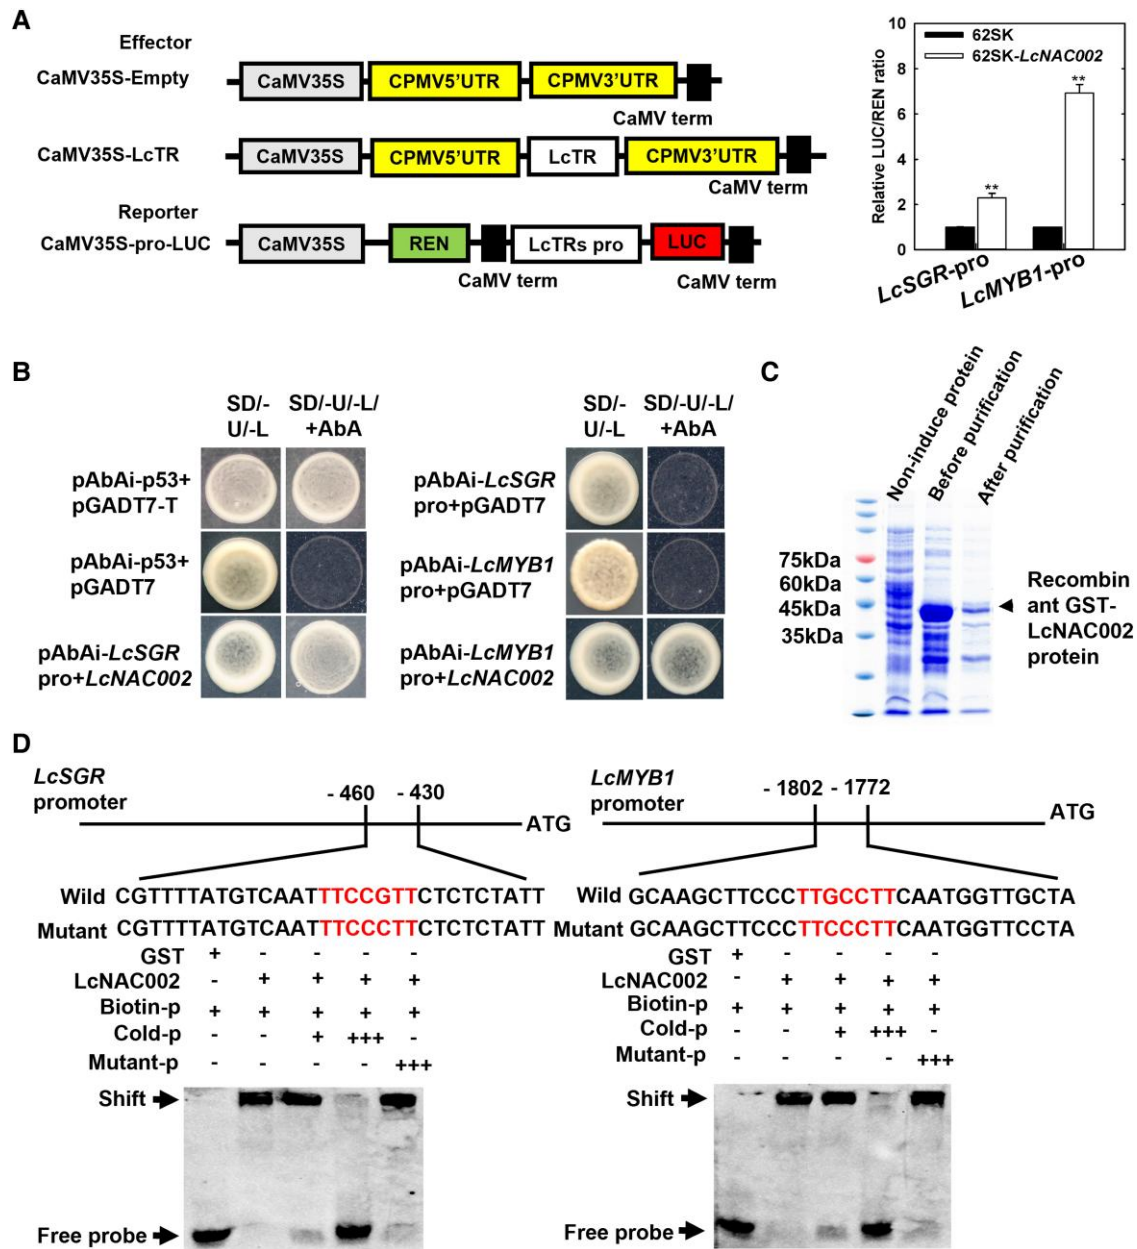 A
Effector
CaMV35S-Empty
CaMV35S
CPMV5'UTR
CPMV3'UTR
CaMV term
CaMV35S-LcTR
CaMV35S
CPMV5'UTR
LcTR
CPMV3'UTR
CaMV term
Reporter
CaMV35S-pro-LUC
CaMV35S
REN
LcTRs pro
LUC
CaMV term
CaMV term
Relative LUC/REN ratio
10
8
6
4
2
0
62SK
62SK-LcNAC002
**
**
LcSGR-pro
LcMYB1-pro
B
SD/-
U/-L
SD/-U/-L/
+AbA
pAbAi-p53+
pGADT7-T
pAbAi-p53+
pGADT7
pAbAi-LcSGR
pro+LcNAC002
SD/-
U/-L
SD/-U/-L/
+AbA
pAbAi-LcSGR
pro+pGADT7
pAbAi-LcMYB1
pro+pGADT7
pAbAi-LcMYB1
pro+LcNAC002
C
Non-induce protein
Before purification
After purification
75kDa
60kDa
45kDa
35kDa
Recombin
ant GST-
LcNAC002
protein
D
LcSGR
promoter
- 460
- 430
ATG
Wild CGTTTTATGTCAATTTCCGTTCTCTCTATT
Mutant CGTTTTATGTCAATTTCCCTTCTCTCTATT
GST + - - - -
LcNAC002 - + + + +
Biotin-p + + + + +
Cold-p - - + +++ -
Mutant-p - - - - +++
Shift
Free probe
LcMYB1
promoter
- 1802
- 1772
ATG
Wild GCAAGCTTCCCTTGCCTTCAATGGTTGCTA
Mutant GCAAGCTTCCCTTCCCTTCAATGGTTCCTA
GST + - - - -
LcNAC002 - + + + +
Biotin-p + + + + +
Cold-p - - + +++ -
Mutant-p - - - - +++
Shift
Free probe